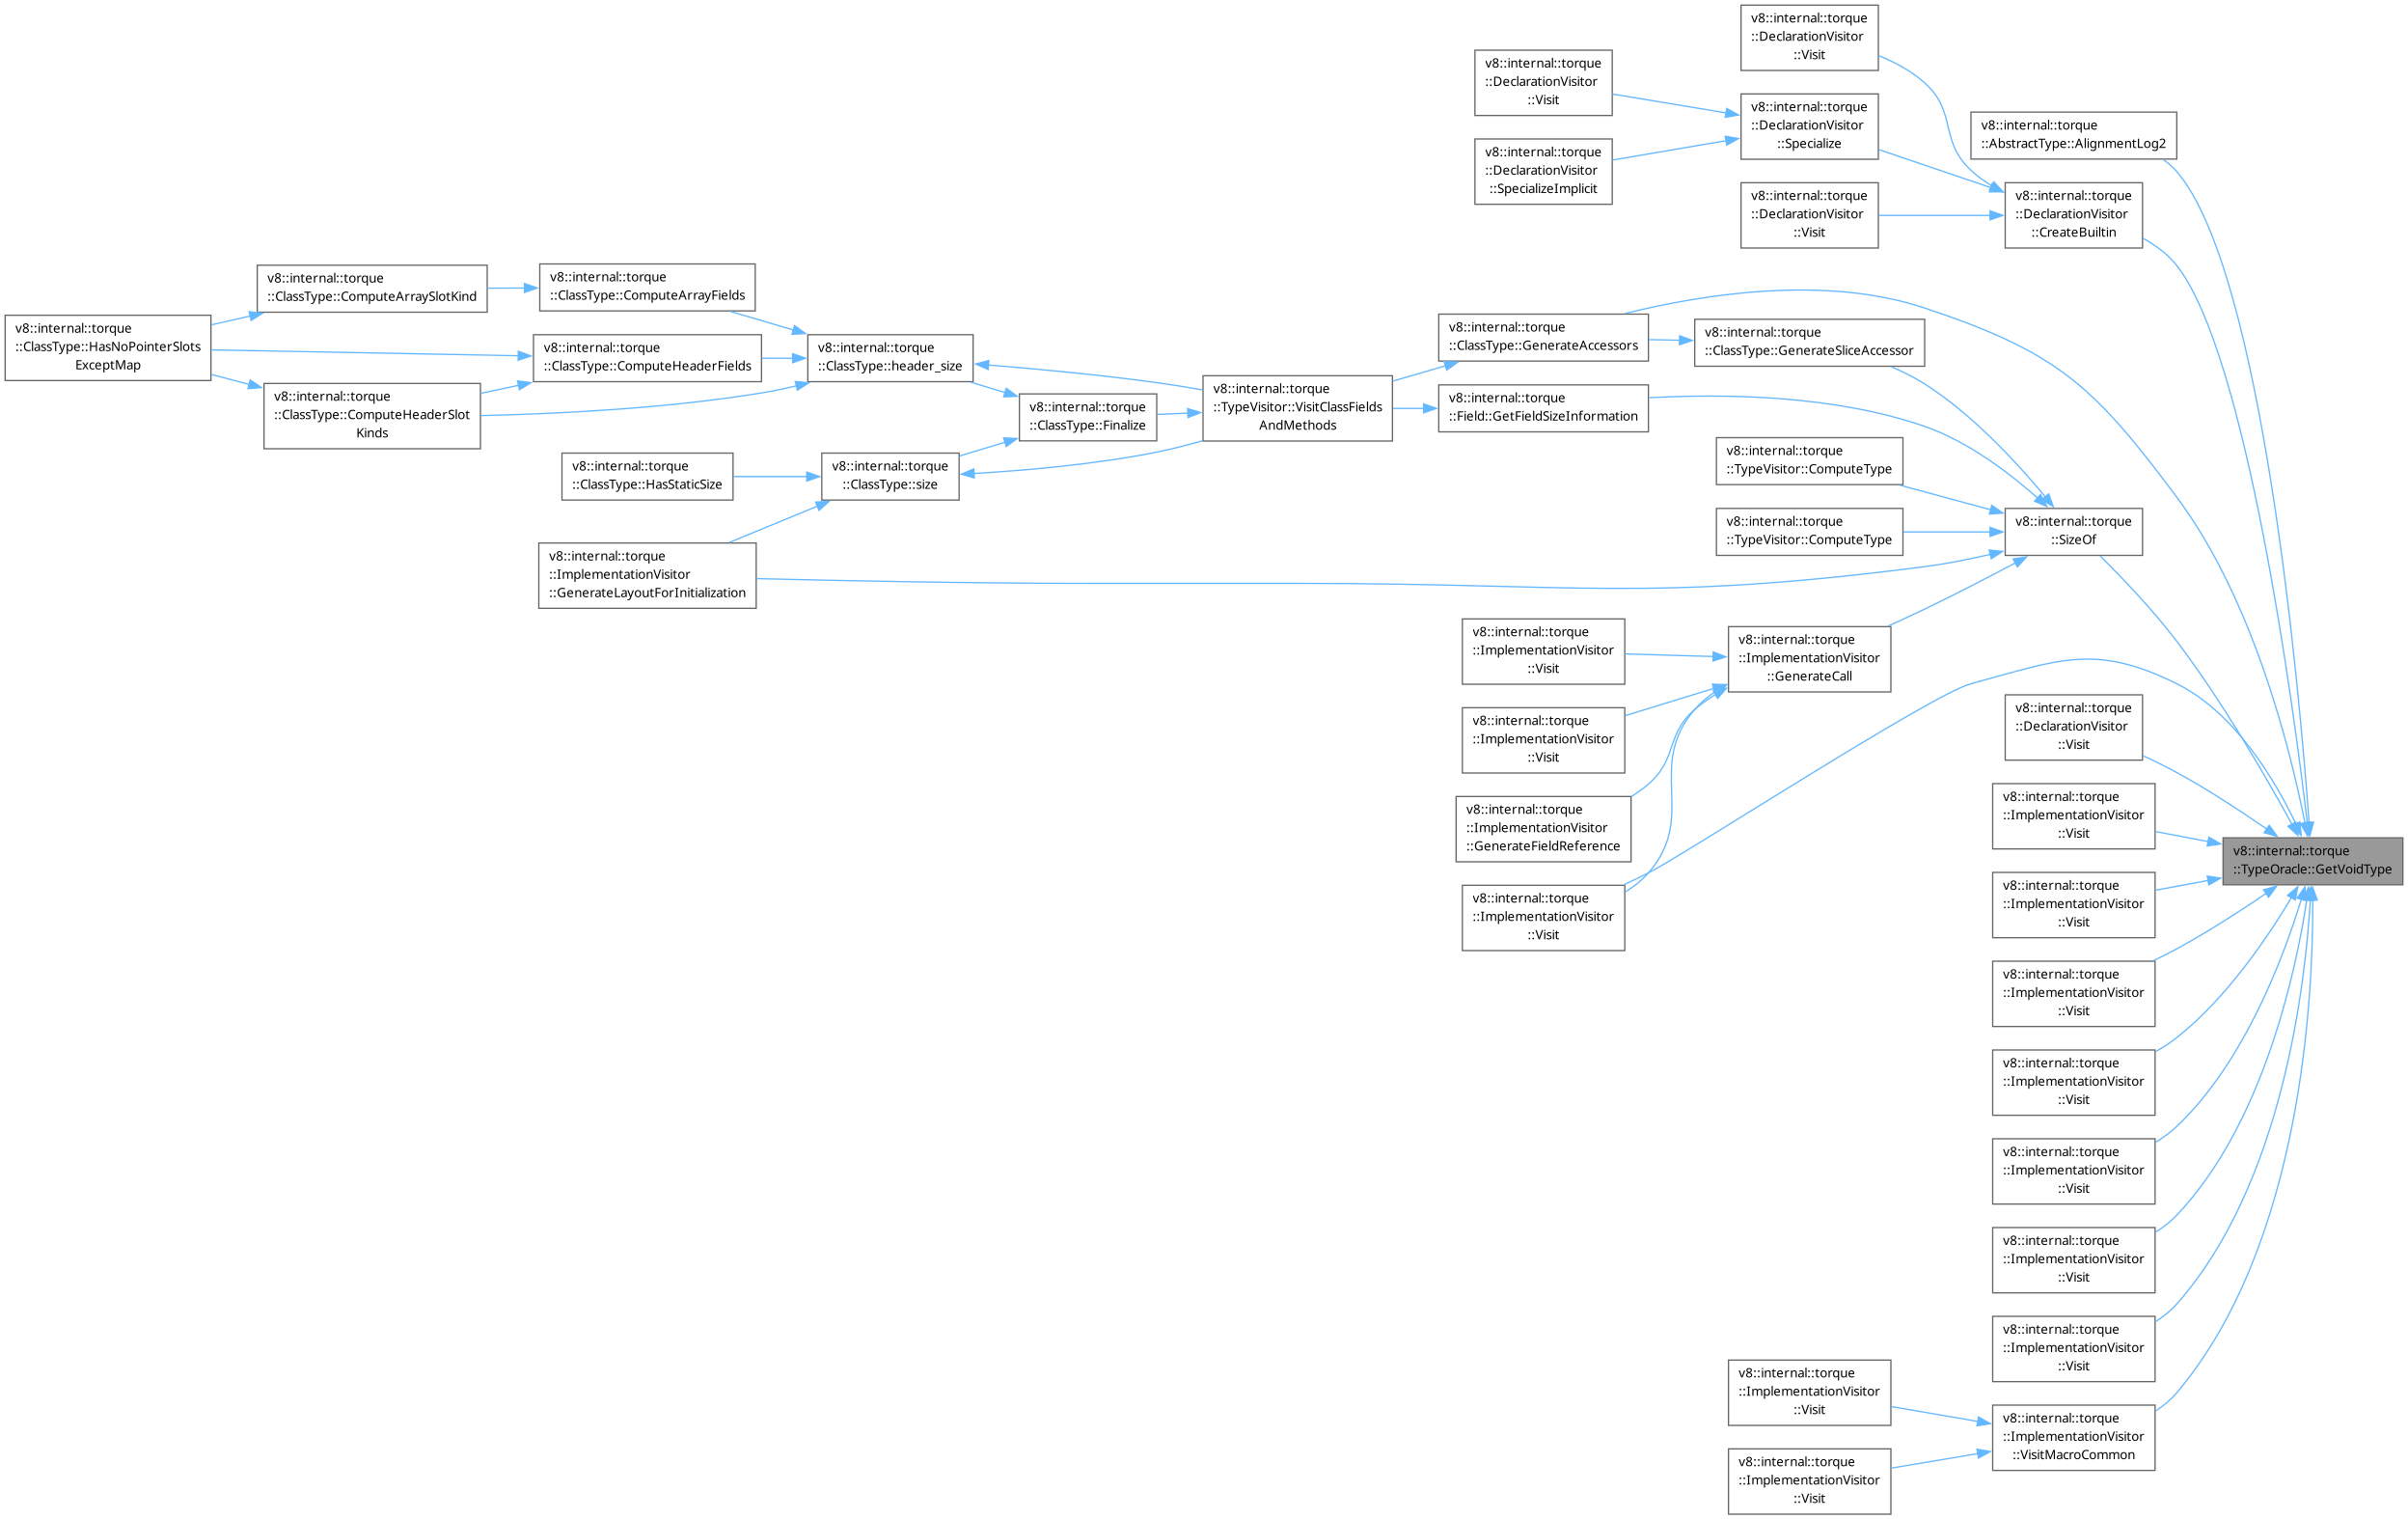 v8::internal::torque
::DeclarationVisitor
::Visit
v8::internal::torque
::DeclarationVisitor
::Visit
v8::internal::torque
::DeclarationVisitor
::Specialize
v8::internal::torque
::AbstractType::AlignmentLog2
v8::internal::torque
::DeclarationVisitor
::SpecializeImplicit
v8::internal::torque
::DeclarationVisitor
::Visit
v8::internal::torque
::DeclarationVisitor
::CreateBuiltin
v8::internal::torque
::ClassType::ComputeArraySlotKind
v8::internal::torque
::ClassType::ComputeArrayFields
v8::internal::torque
::ClassType::HasNoPointerSlots
ExceptMap
v8::internal::torque
::ClassType::ComputeHeaderFields
v8::internal::torque
::ClassType::header_size
v8::internal::torque
::ClassType::GenerateAccessors
v8::internal::torque
::ClassType::GenerateSliceAccessor
v8::internal::torque
::ClassType::ComputeHeaderSlot
Kinds
v8::internal::torque
::ClassType::Finalize
v8::internal::torque
::TypeVisitor::VisitClassFields
AndMethods
v8::internal::torque
::Field::GetFieldSizeInformation
v8::internal::torque
::ClassType::HasStaticSize
v8::internal::torque
::ClassType::size
v8::internal::torque
::TypeVisitor::ComputeType
v8::internal::torque
::TypeVisitor::ComputeType
v8::internal::torque
::SizeOf
v8::internal::torque
::ImplementationVisitor
::GenerateLayoutForInitialization
v8::internal::torque
::ImplementationVisitor
::Visit
v8::internal::torque
::ImplementationVisitor
::GenerateCall
v8::internal::torque
::ImplementationVisitor
::Visit
v8::internal::torque
::DeclarationVisitor
::Visit
v8::internal::torque
::ImplementationVisitor
::GenerateFieldReference
v8::internal::torque
::ImplementationVisitor
::Visit
v8::internal::torque
::TypeOracle::GetVoidType
v8::internal::torque
::ImplementationVisitor
::Visit
v8::internal::torque
::ImplementationVisitor
::Visit
v8::internal::torque
::ImplementationVisitor
::Visit
v8::internal::torque
::ImplementationVisitor
::Visit
v8::internal::torque
::ImplementationVisitor
::Visit
v8::internal::torque
::ImplementationVisitor
::Visit
v8::internal::torque
::ImplementationVisitor
::Visit
v8::internal::torque
::ImplementationVisitor
::Visit
v8::internal::torque
::ImplementationVisitor
::VisitMacroCommon
v8::internal::torque
::ImplementationVisitor
::Visit